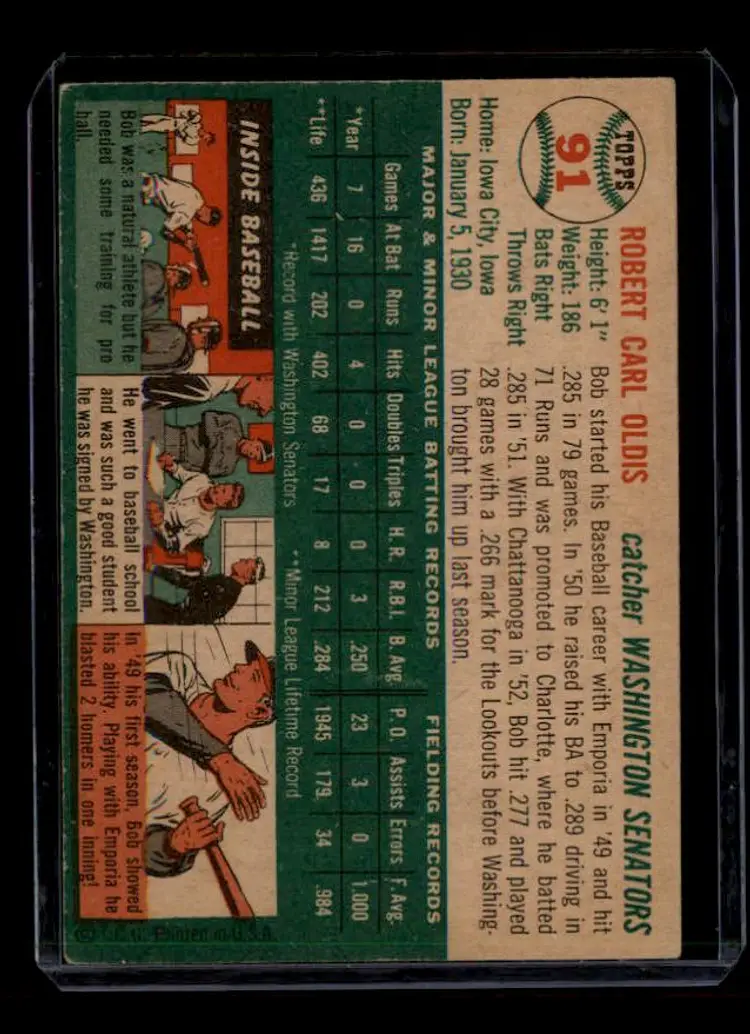 TOPPS
91
ROBERT CARL OLDIS catcher WASHINGTON SENATORS
Height: 6' 1"
Weight: 186
Bats Right
Throws Right
Home: Iowa City, Iowa
Born: January 5, 1930
Bob started his Baseball career with Emporia in '49 and hit
.285 in 79 games. In '50 he raised his BA to .289 driving in
71 Runs and was promoted to Charlotte, where he batted
.285 in '51. With Chattanooga in '52, Bob hit .277 and played
28 games with a .266 mark for the Lookouts before Washing-
ton brought him up last season.
MAJOR & MINOR LEAGUE BATTING RECORDS FIELDING RECORDS
Games At Bat Runs Hits Doubles Triples H.R. R.B.I. B. Avg P.O. Assists Errors F. Avg.
*Year 7 16 0 4 0 0 0 3 .250 23 3 0 1.000
**Life 436 1417 202 402 68 17 8 212 .284 1945 179 34 .984
*Record with Washington Senators **Minor League Lifetime Record
INSIDE BASEBALL
Bob was a natural athlete but he
needed some training for pro
ball.
He went to baseball school
and was such a good student
he was signed by Washington.
In '49 his first season, Bob showed
his ability. Playing with Emporia he
blasted 2 homers in one inning!
© T.C.G. Printed in U.S.A.